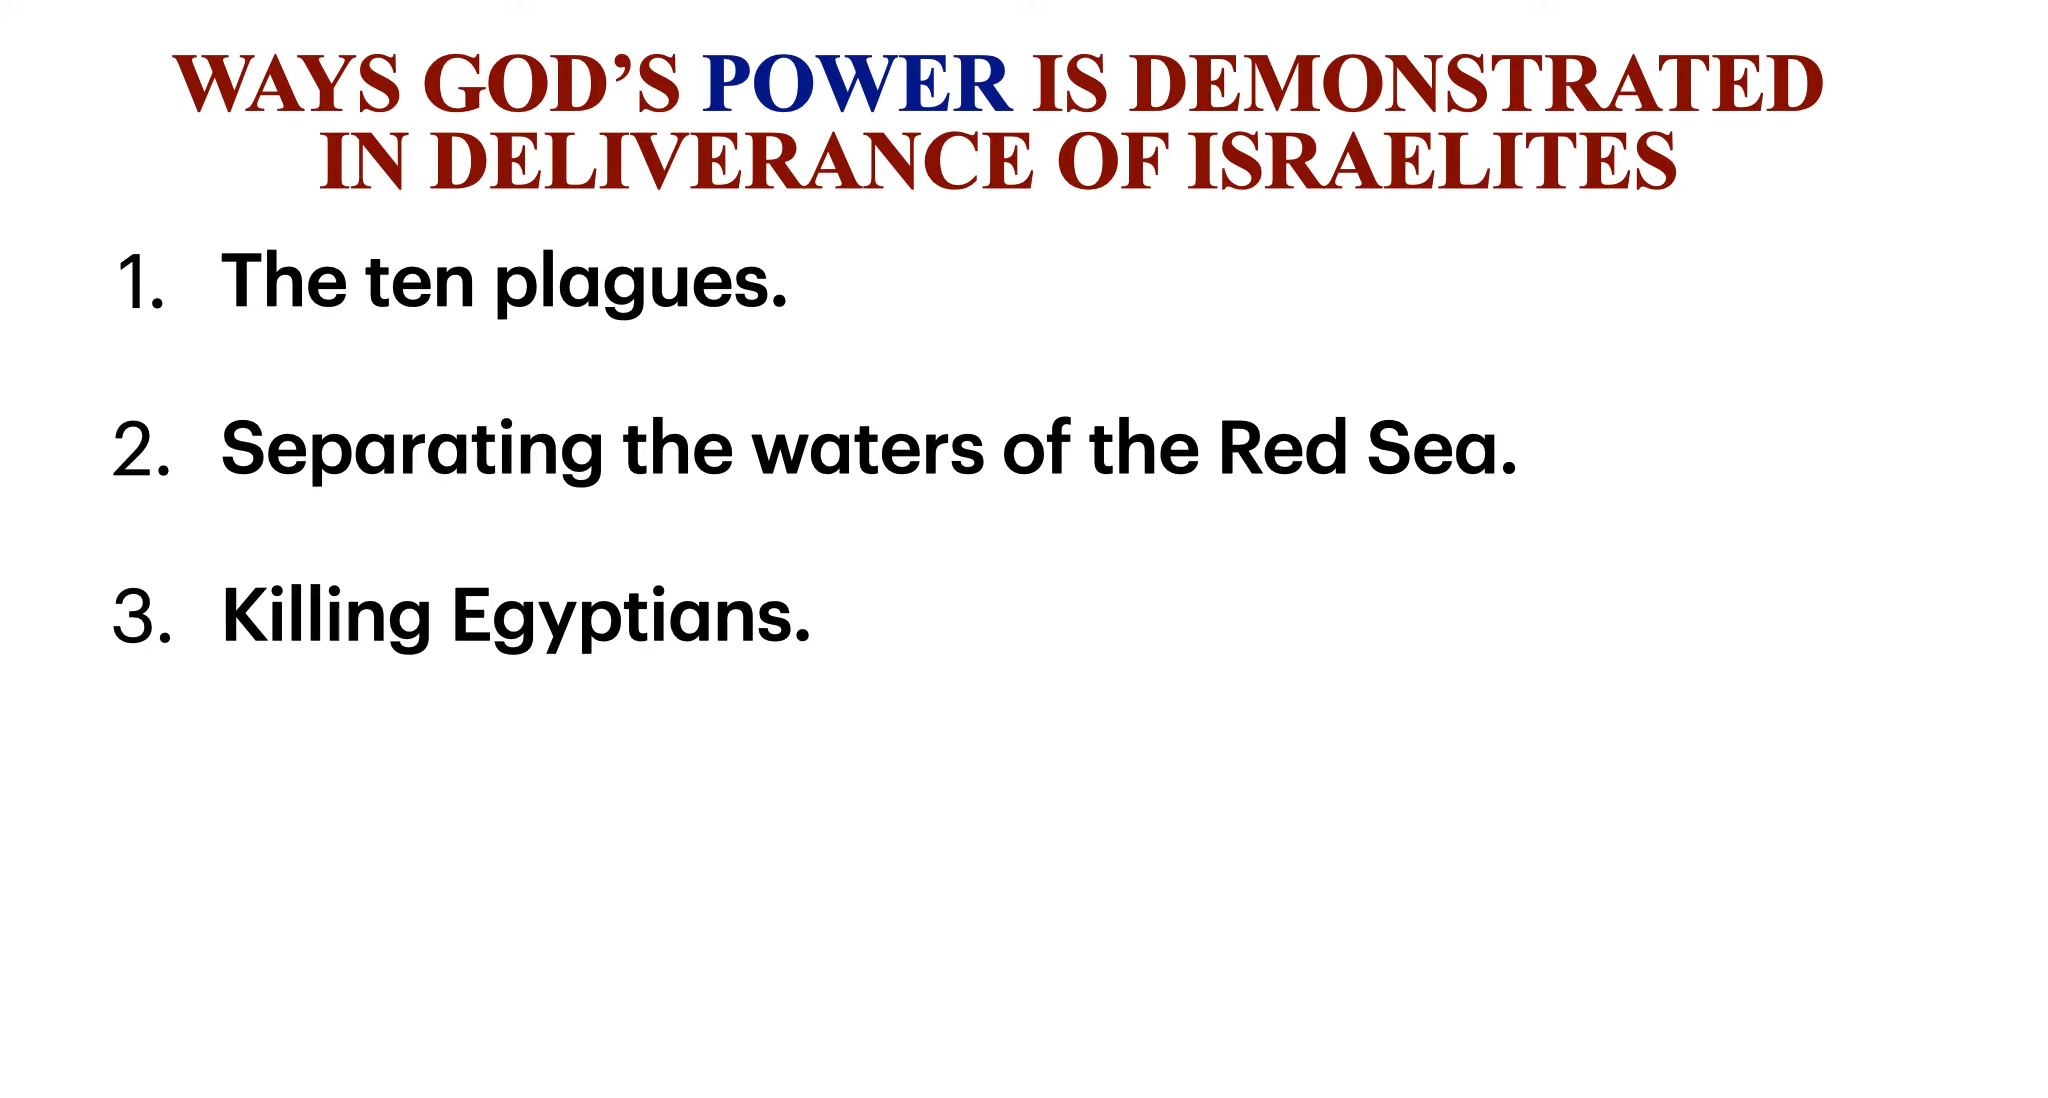 WAYS GOD’S POWER IS DEMONSTRATED
IN DELIVERANCE OF ISRAELITES
1. The ten plagues.
2. Separating the waters of the Red Sea.
3. Killing Egyptians.